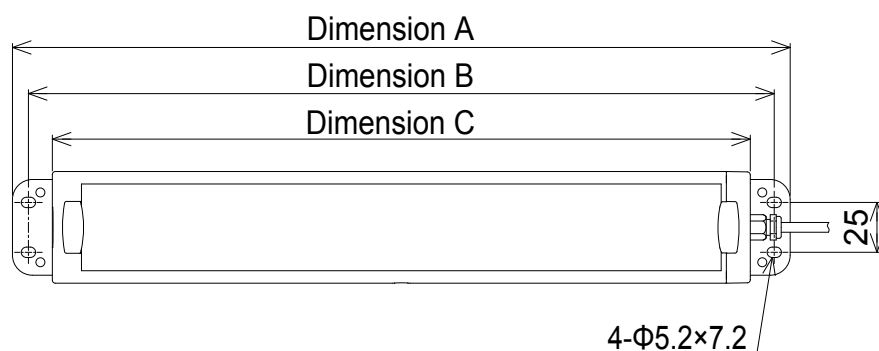 Dimension A
Dimension B
Dimension C
25
4-Φ5.2×7.2